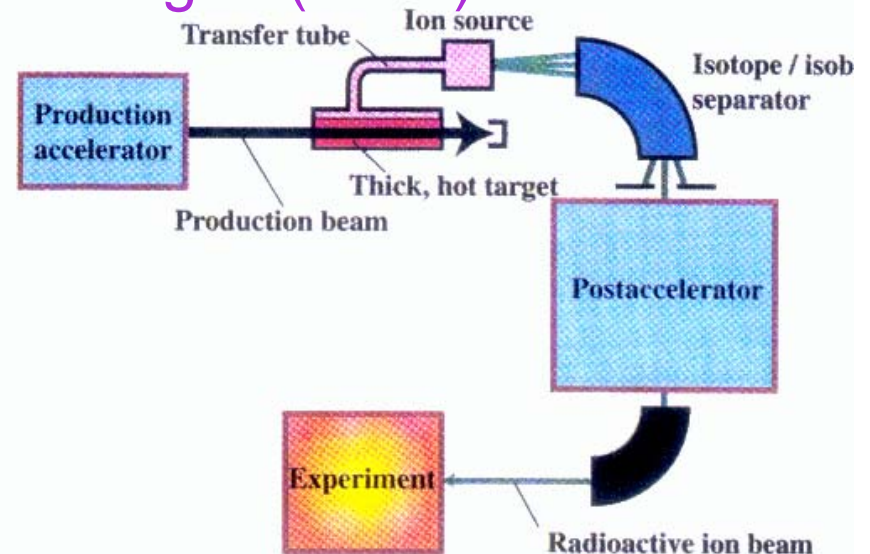 Ion source
Transfer tube
Isotope / isob
separator
Production
accelerator
Thick, hot target
Production beam
Postaccelerator
Experiment
Radioactive ion beam